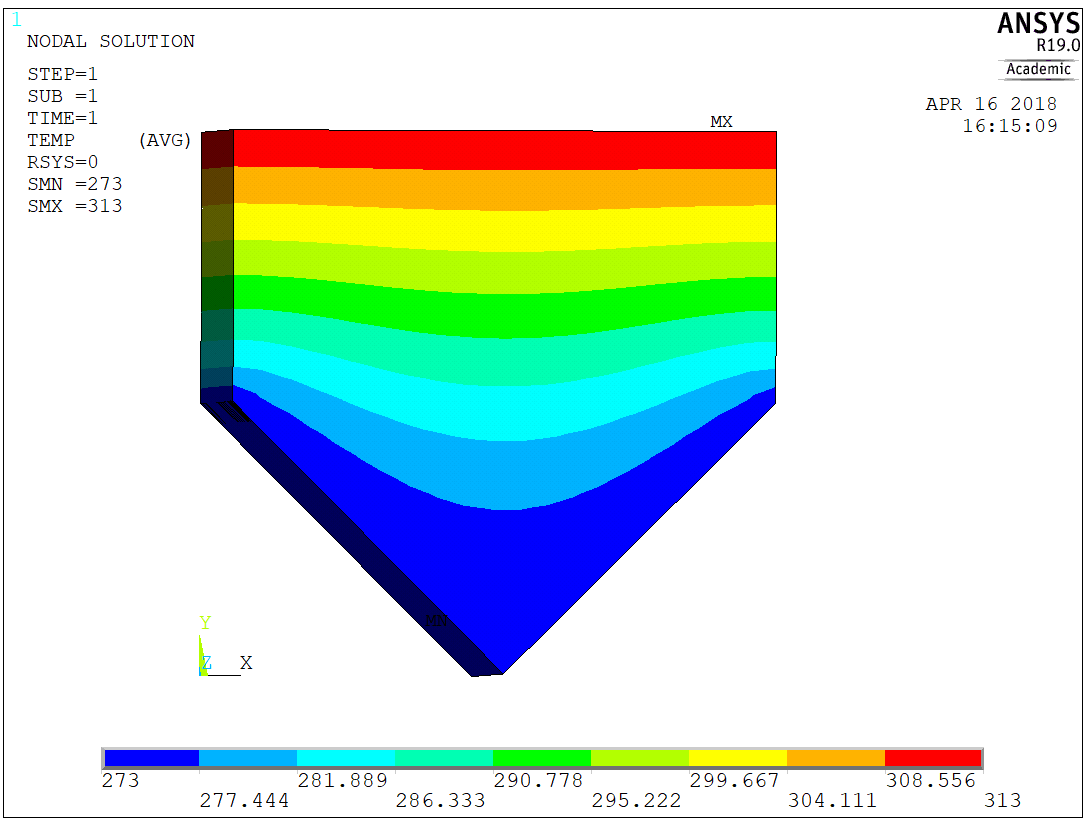 1
NODAL SOLUTION
STEP=1
SUB =1
TIME=1
TEMP (AVG)
RSYS=0
SMN =273
SMX =313
ANSYS
R19.0
Academic
APR 16 2018
16:15:09
MX
MN
Y
Z X
273 281.889 290.778 299.667 308.556
277.444 286.333 295.222 304.111 313